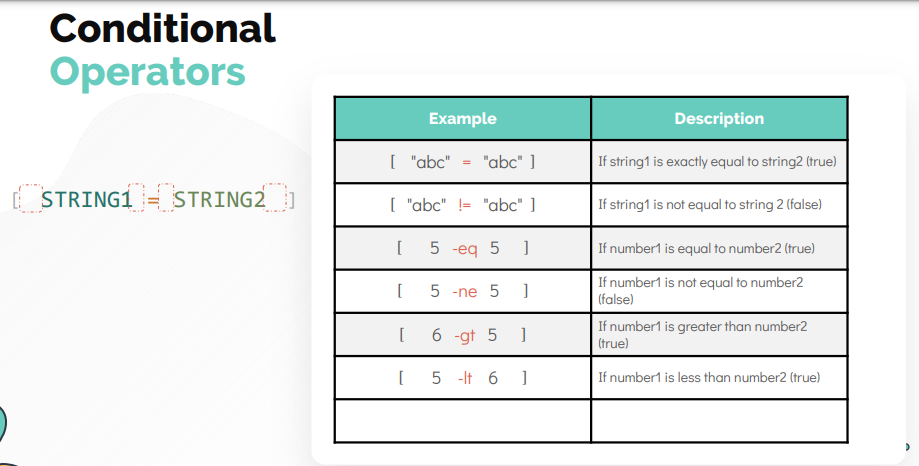 Conditional
Operators
[ STRING1 = STRING2 ]
Example Description
[ "abc" = "abc" ] If string1 is exactly equal to string2 (true)
[ "abc" != "abc" ] If string1 is not equal to string 2 (false)
[ 5 -eq 5 ] If number1 is equal to number2 (true)
[ 5 -ne 5 ] If number1 is not equal to number2
(false)
[ 6 -gt 5 ] If number1 is greater than number2
(true)
[ 5 -lt 6 ] If number1 is less than number2 (true)